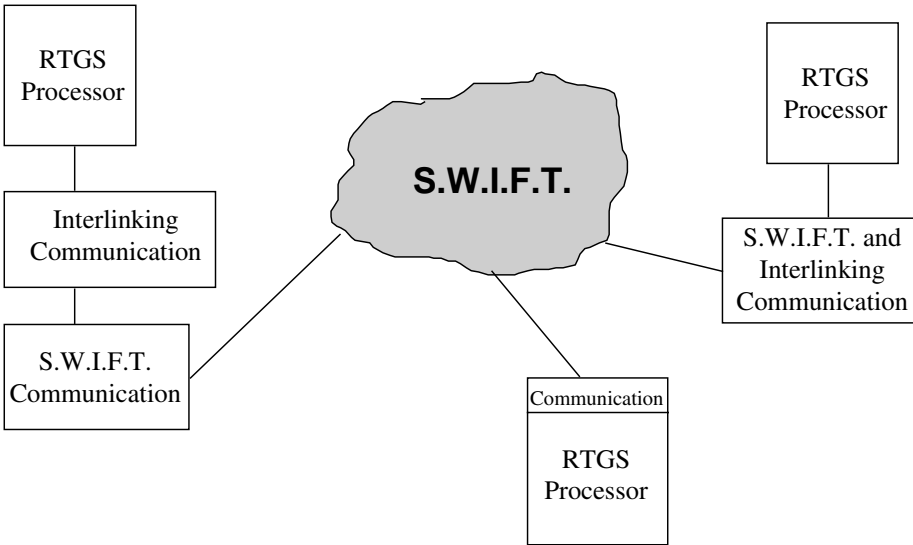 RTGS
Processor
Interlinking
Communication
S.W.I.F.T.
Communication
S.W.I.F.T.
RTGS
Processor
S.W.I.F.T. and
Interlinking
Communication
Communication
RTGS
Processor